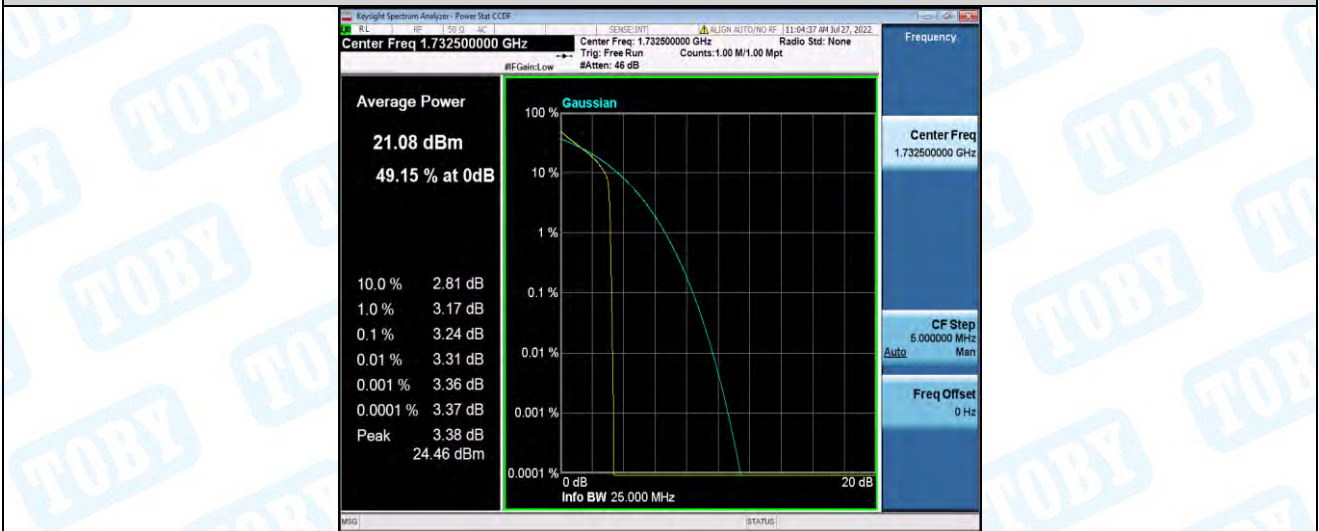 Keysight Spectrum Analyzer - Power Stat CCDF
RL RF 50 Ω AC SENSE:INT ALIGN AUTO/NO RF 11:04:37 AM Jul 27, 2022
Center Freq 1.732500000 GHz
Center Freq: 1.732500000 GHz Radio Std: None
Trig: Free Run Counts:1.00 M/1.00 Mpt
#IFGain:Low #Atten: 46 dB
Frequency
Average Power
21.08 dBm
49.15 % at 0dB
10.0 % 2.81 dB
1.0 % 3.17 dB
0.1 % 3.24 dB
0.01 % 3.31 dB
0.001 % 3.36 dB
0.0001 % 3.37 dB
Peak 3.38 dB
24.46 dBm
Gaussian
100 %
10 %
1 %
0.1 %
0.01 %
0.001 %
0.0001 %
0 dB 20 dB
Info BW 25.000 MHz
Center Freq
1.732500000 GHz
CF Step
5.000000 MHz
Auto Man
Freq Offset
0 Hz
MSG STATUS
TOBY
TOBY
TOBY
TOBY
TOBY
TOBY
TOBY